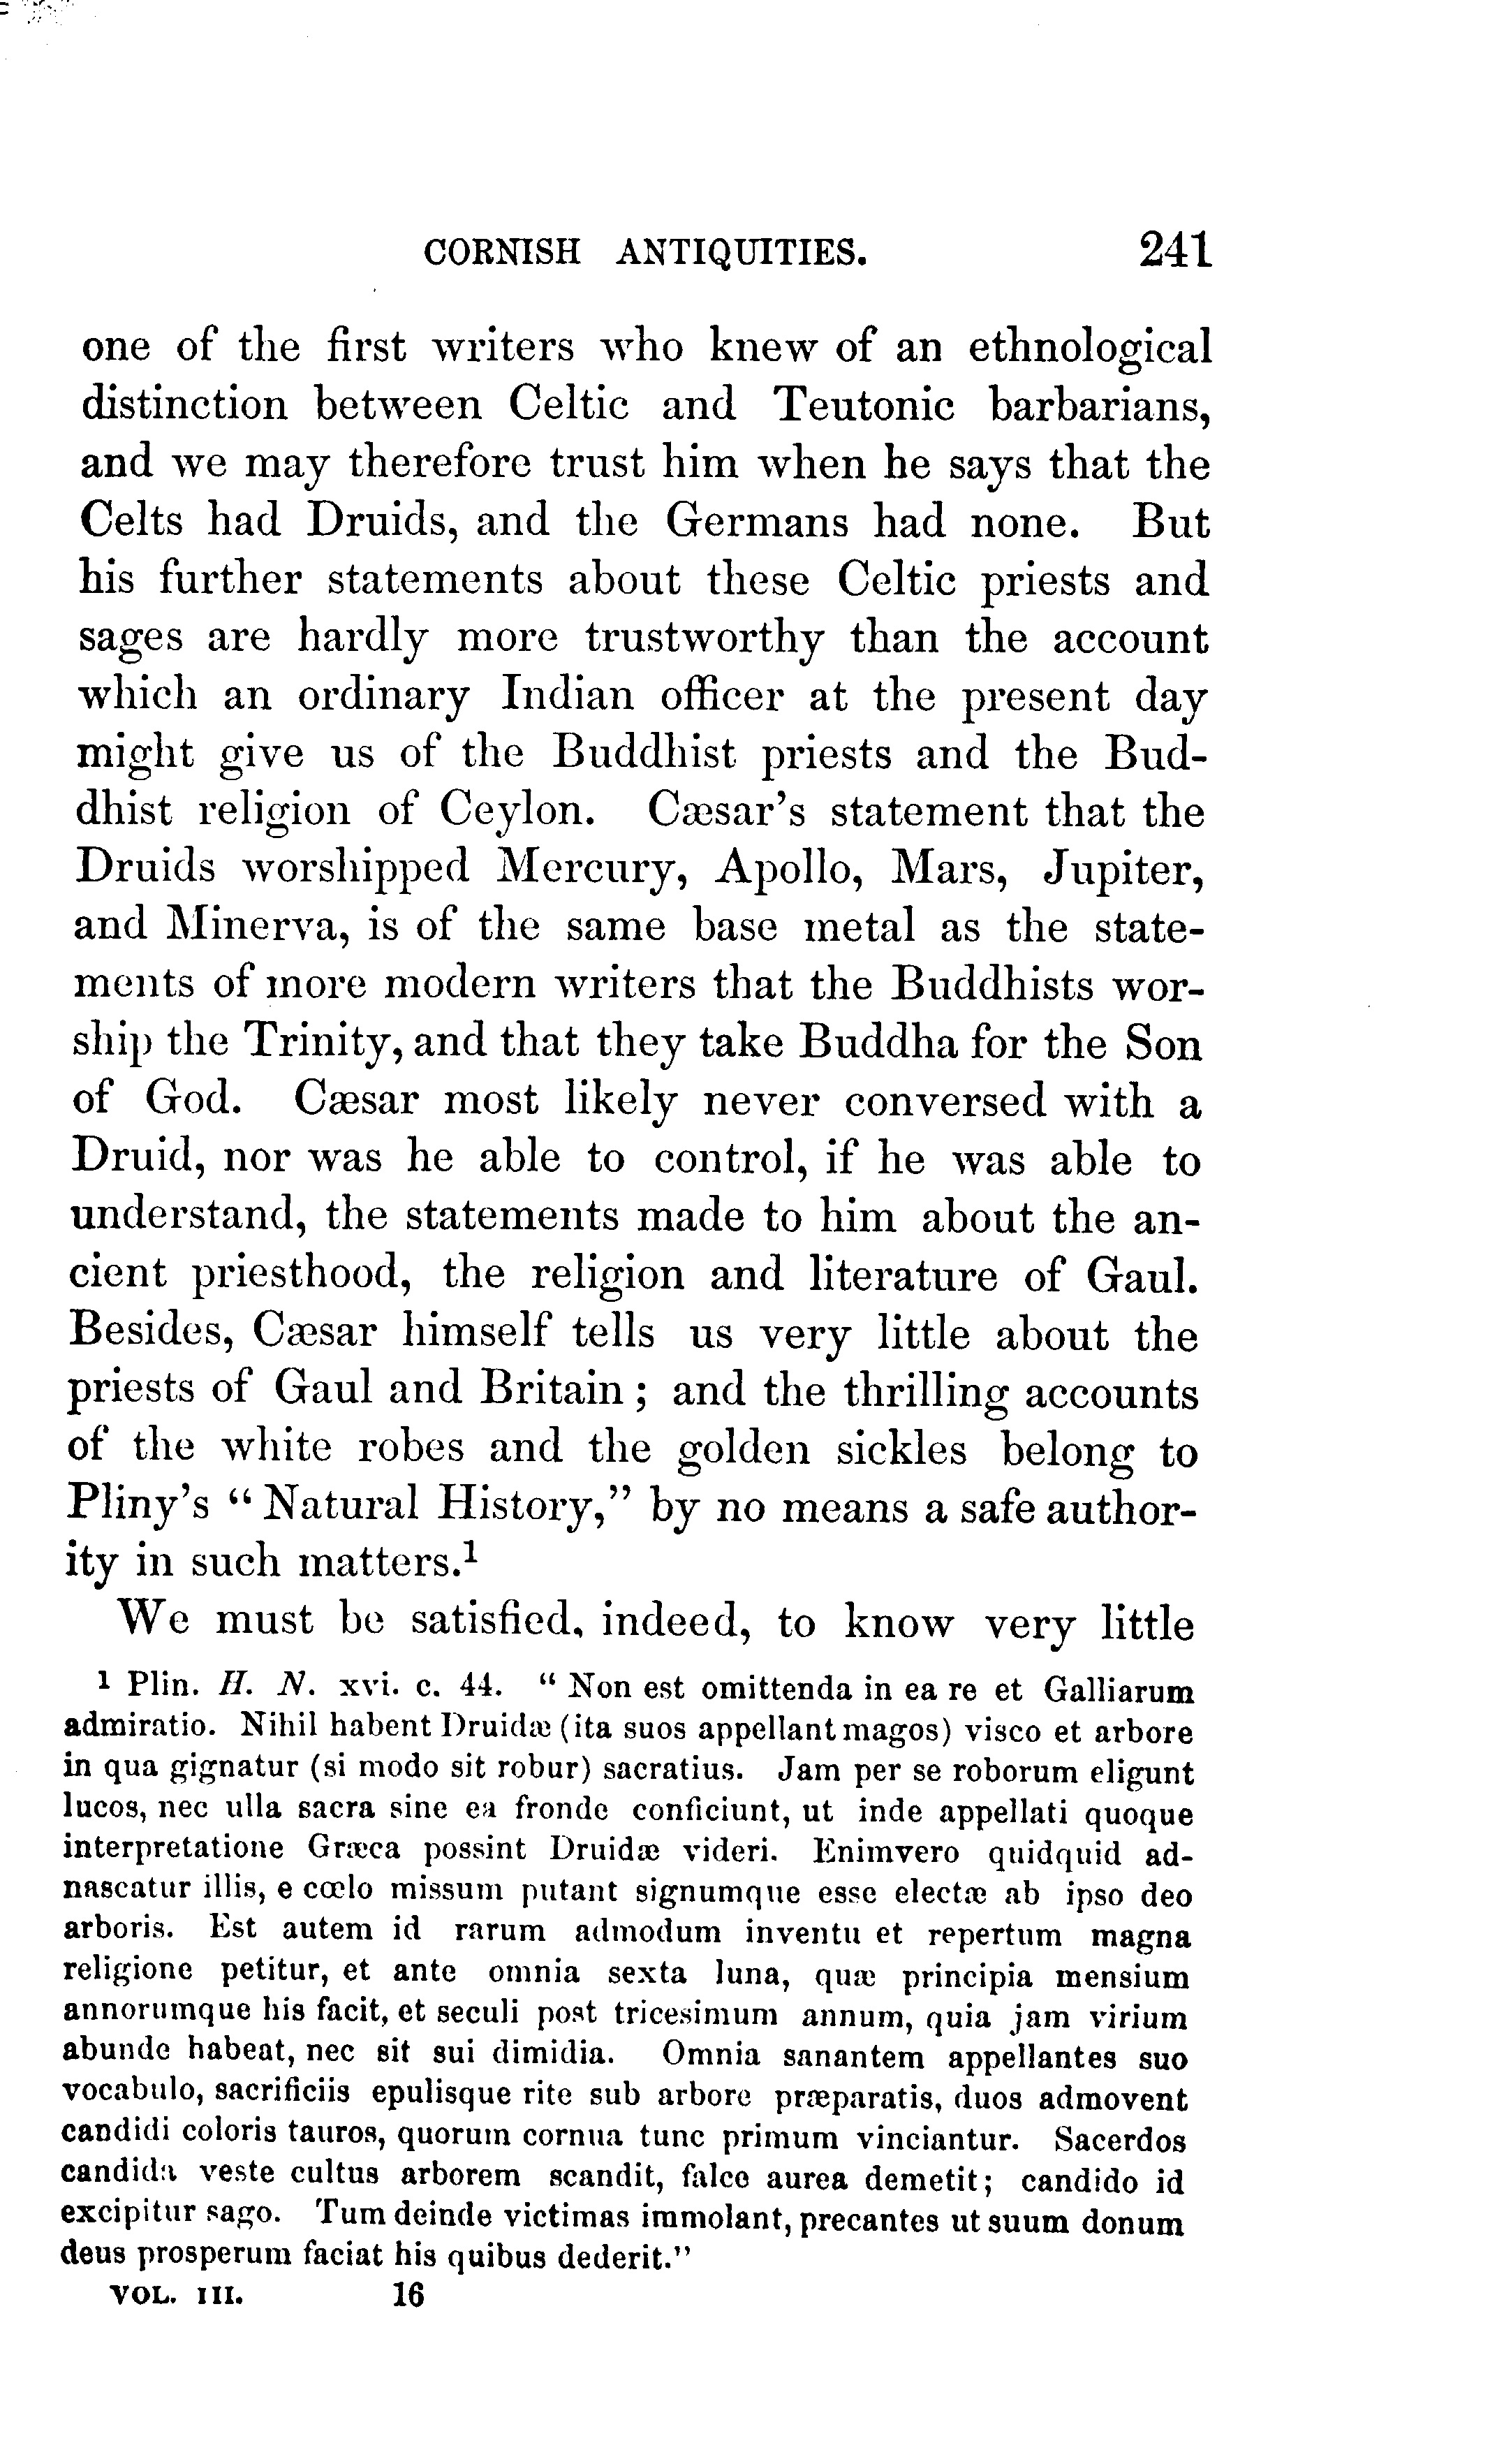 CORNISH ANTIQUITIES. 241
one of the first writers who knew of an ethnological
distinction between Celtic and Teutonic barbarians,
and we may therefore trust him when he says that the
Celts had Druids, and the Germans had none. But
his further statements about these Celtic priests and
sages are hardly more trustworthy than the account
which an ordinary Indian officer at the present day
might give us of the Buddhist priests and the Bud-
dhist religion of Ceylon. Cæsar's statement that the
Druids worshipped Mercury, Apollo, Mars, Jupiter,
and Minerva, is of the same base metal as the state-
ments of more modern writers that the Buddhists wor-
ship the Trinity, and that they take Buddha for the Son
of God. Cæsar most likely never conversed with a
Druid, nor was he able to control, if he was able to
understand, the statements made to him about the an-
cient priesthood, the religion and literature of Gaul.
Besides, Cæsar himself tells us very little about the
priests of Gaul and Britain; and the thrilling accounts
of the white robes and the golden sickles belong to
Pliny's "Natural History," by no means a safe author-
ity in such matters.¹
We must be satisfied, indeed, to know very little
¹ Plin. H. N. xvi. c. 44. "Non est omittenda in ea re et Galliarum
admiratio. Nihil habent Druidæ (ita suos appellant magos) visco et arbore
in qua gignatur (si modo sit robur) sacratius. Jam per se roborum eligunt
lucos, nec ulla sacra sine ea fronde conficiunt, ut inde appellati quoque
interpretatione Græca possint Druidæ videri. Enimvero quidquid ad-
nascatur illis, e cœlo missum putant signumque esse electæ ab ipso deo
arboris. Est autem id rarum admodum inventu et repertum magna
religione petitur, et ante omnia sexta luna, quæ principia mensium
annorumque his facit, et seculi post tricesimum annum, quia jam virium
abunde habeat, nec sit sui dimidia. Omnia sanantem appellantes suo
vocabulo, sacrificiis epulisque rite sub arbore præparatis, duos admovent
candidi coloris tauros, quorum cornua tunc primum vinciantur. Sacerdos
candida veste cultus arborem scandit, falce aurea demetit; candido id
excipitur sago. Tum deinde victimas immolant, precantes ut suum donum
deus prosperum faciat his quibus dederit."
VOL. III. 16